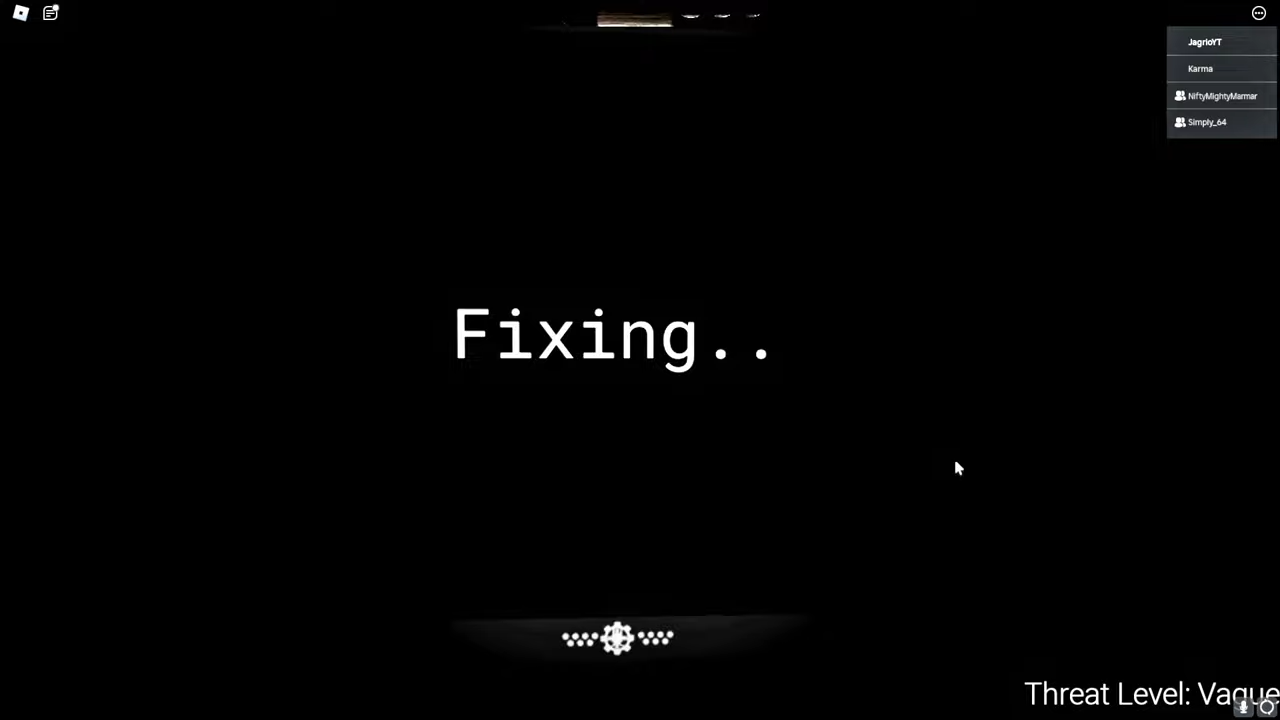 JagrioYT
Karma
NiftyMightyMarmar
Simply_64
Fixing..
Threat Level: Vague